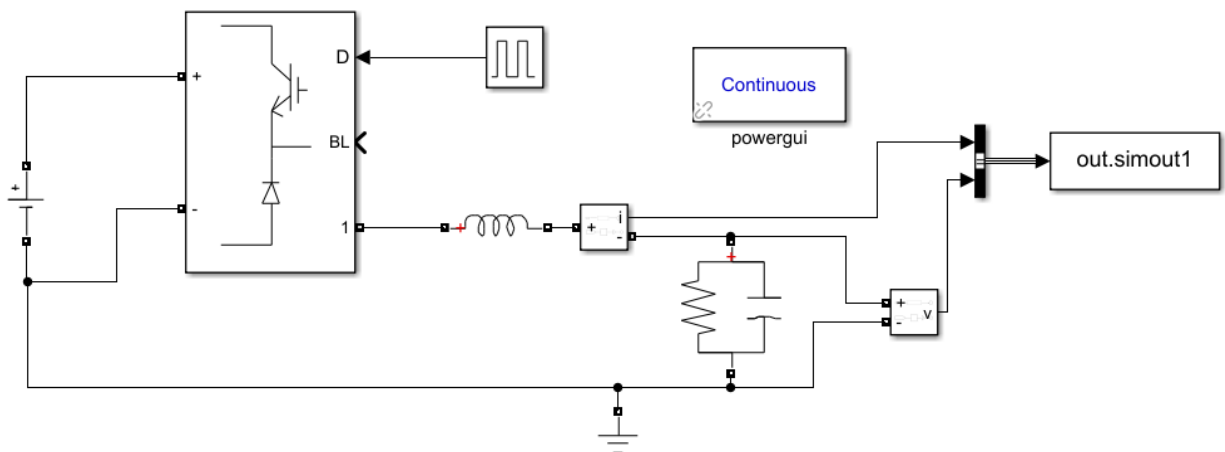 +
-
D
BL
1
+
Continuous
powergui
+
i
-
+
-
v
out.simout1
+
+